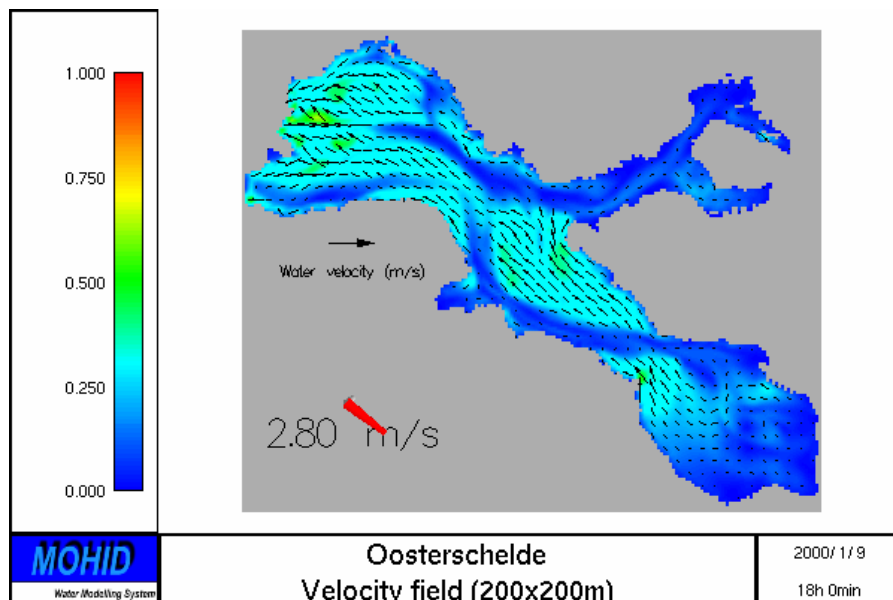 1.000
0.750
0.500
0.250
0.000
Water velocity (m/s)
2.80 m/s
MOHID
Water Modelling System
Oosterschelde
Velocity field (200x200m)
2000/1/9
18h 0min